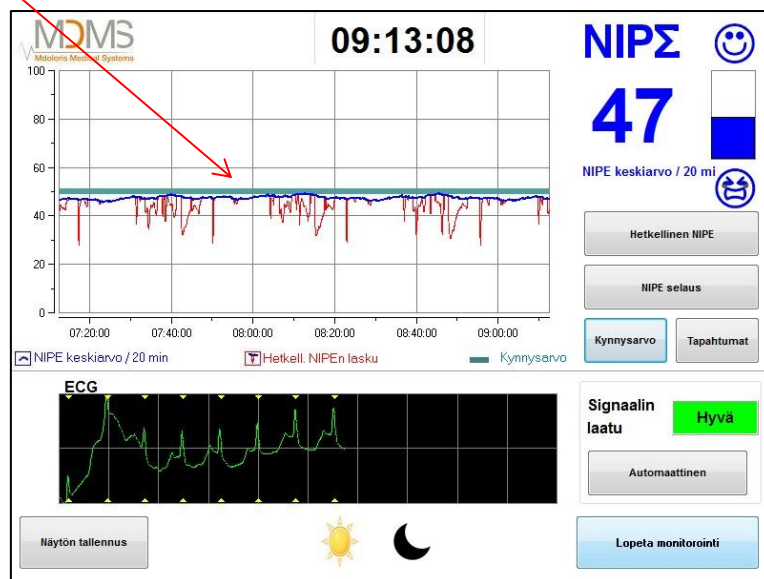 MDMS
Mdoloris Medical Systems
09:13:08
NIPΣ
47
NIPE keskiarvo / 20 mi
100
80
60
40
20
0
07:20:00 07:40:00 08:00:00 08:20:00 08:40:00 09:00:00
NIPE keskiarvo / 20 min Hetkell. NIPEn lasku Kynnysarvo
Hetkellinen NIPE
NIPE selaus
Kynnysarvo Tapahtumat
ECG
Signaalin
laatu
Hyvä
Automaattinen
Näytön tallennus
Lopeta monitorointi